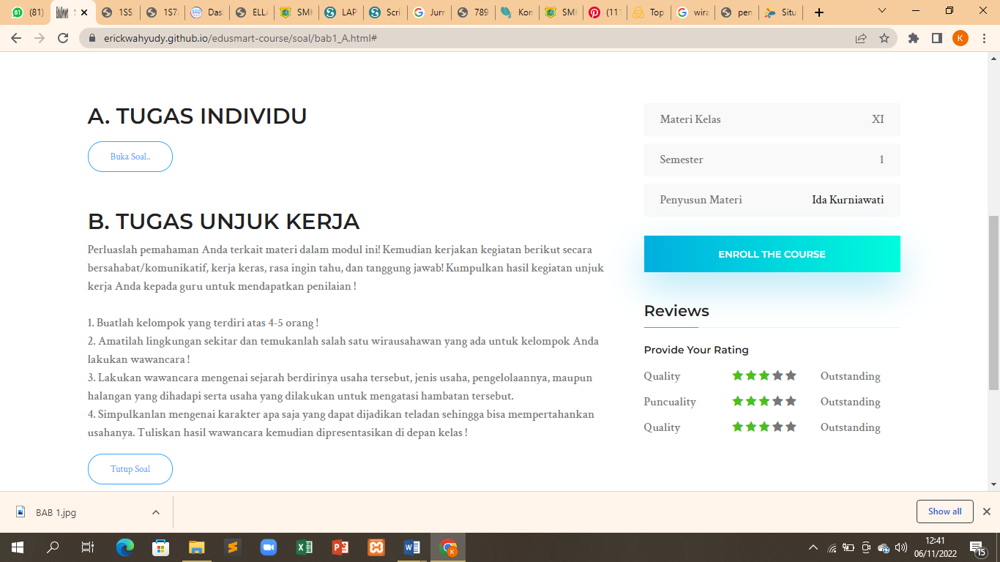 (81)
S
1SS
1S7
Das
ELL
SM
LAP
Scri
Jurr
789
Kon
SM
(11
Top
wira
pen
Situ
erickwahyudy.github.io/edusmart-course/soal/bab1_A.html#
K
A. TUGAS INDIVIDU
Buka Soal..
B. TUGAS UNJUK KERJA
Perluaslah pemahaman Anda terkait materi dalam modul ini! Kemudian kerjakan kegiatan berikut secara
bersahabat/komunikatif, kerja keras, rasa ingin tahu, dan tanggung jawab! Kumpulkan hasil kegiatan unjuk
kerja Anda kepada guru untuk mendapatkan penilaian !
1. Buatlah kelompok yang terdiri atas 4-5 orang !
2. Amatilah lingkungan sekitar dan temukanlah salah satu wirausahawan yang ada untuk kelompok Anda
lakukan wawancara !
3. Lakukan wawancara mengenai sejarah berdirinya usaha tersebut, jenis usaha, pengelolaannya, maupun
halangan yang dihadapi serta usaha yang dilakukan untuk mengatasi hambatan tersebut.
4. Simpulkanlan mengenai karakter apa saja yang dapat dijadikan teladan sehingga bisa mempertahankan
usahanya. Tuliskan hasil wawancara kemudian dipresentasikan di depan kelas !
Tutup Soal
Materi Kelas XI
Semester 1
Penyusun Materi Ida Kurniawati
ENROLL THE COURSE
Reviews
Provide Your Rating
Quality Outstanding
Puncuality Outstanding
Quality Outstanding
BAB 1.jpg
Show all
12:41
06/11/2022
15